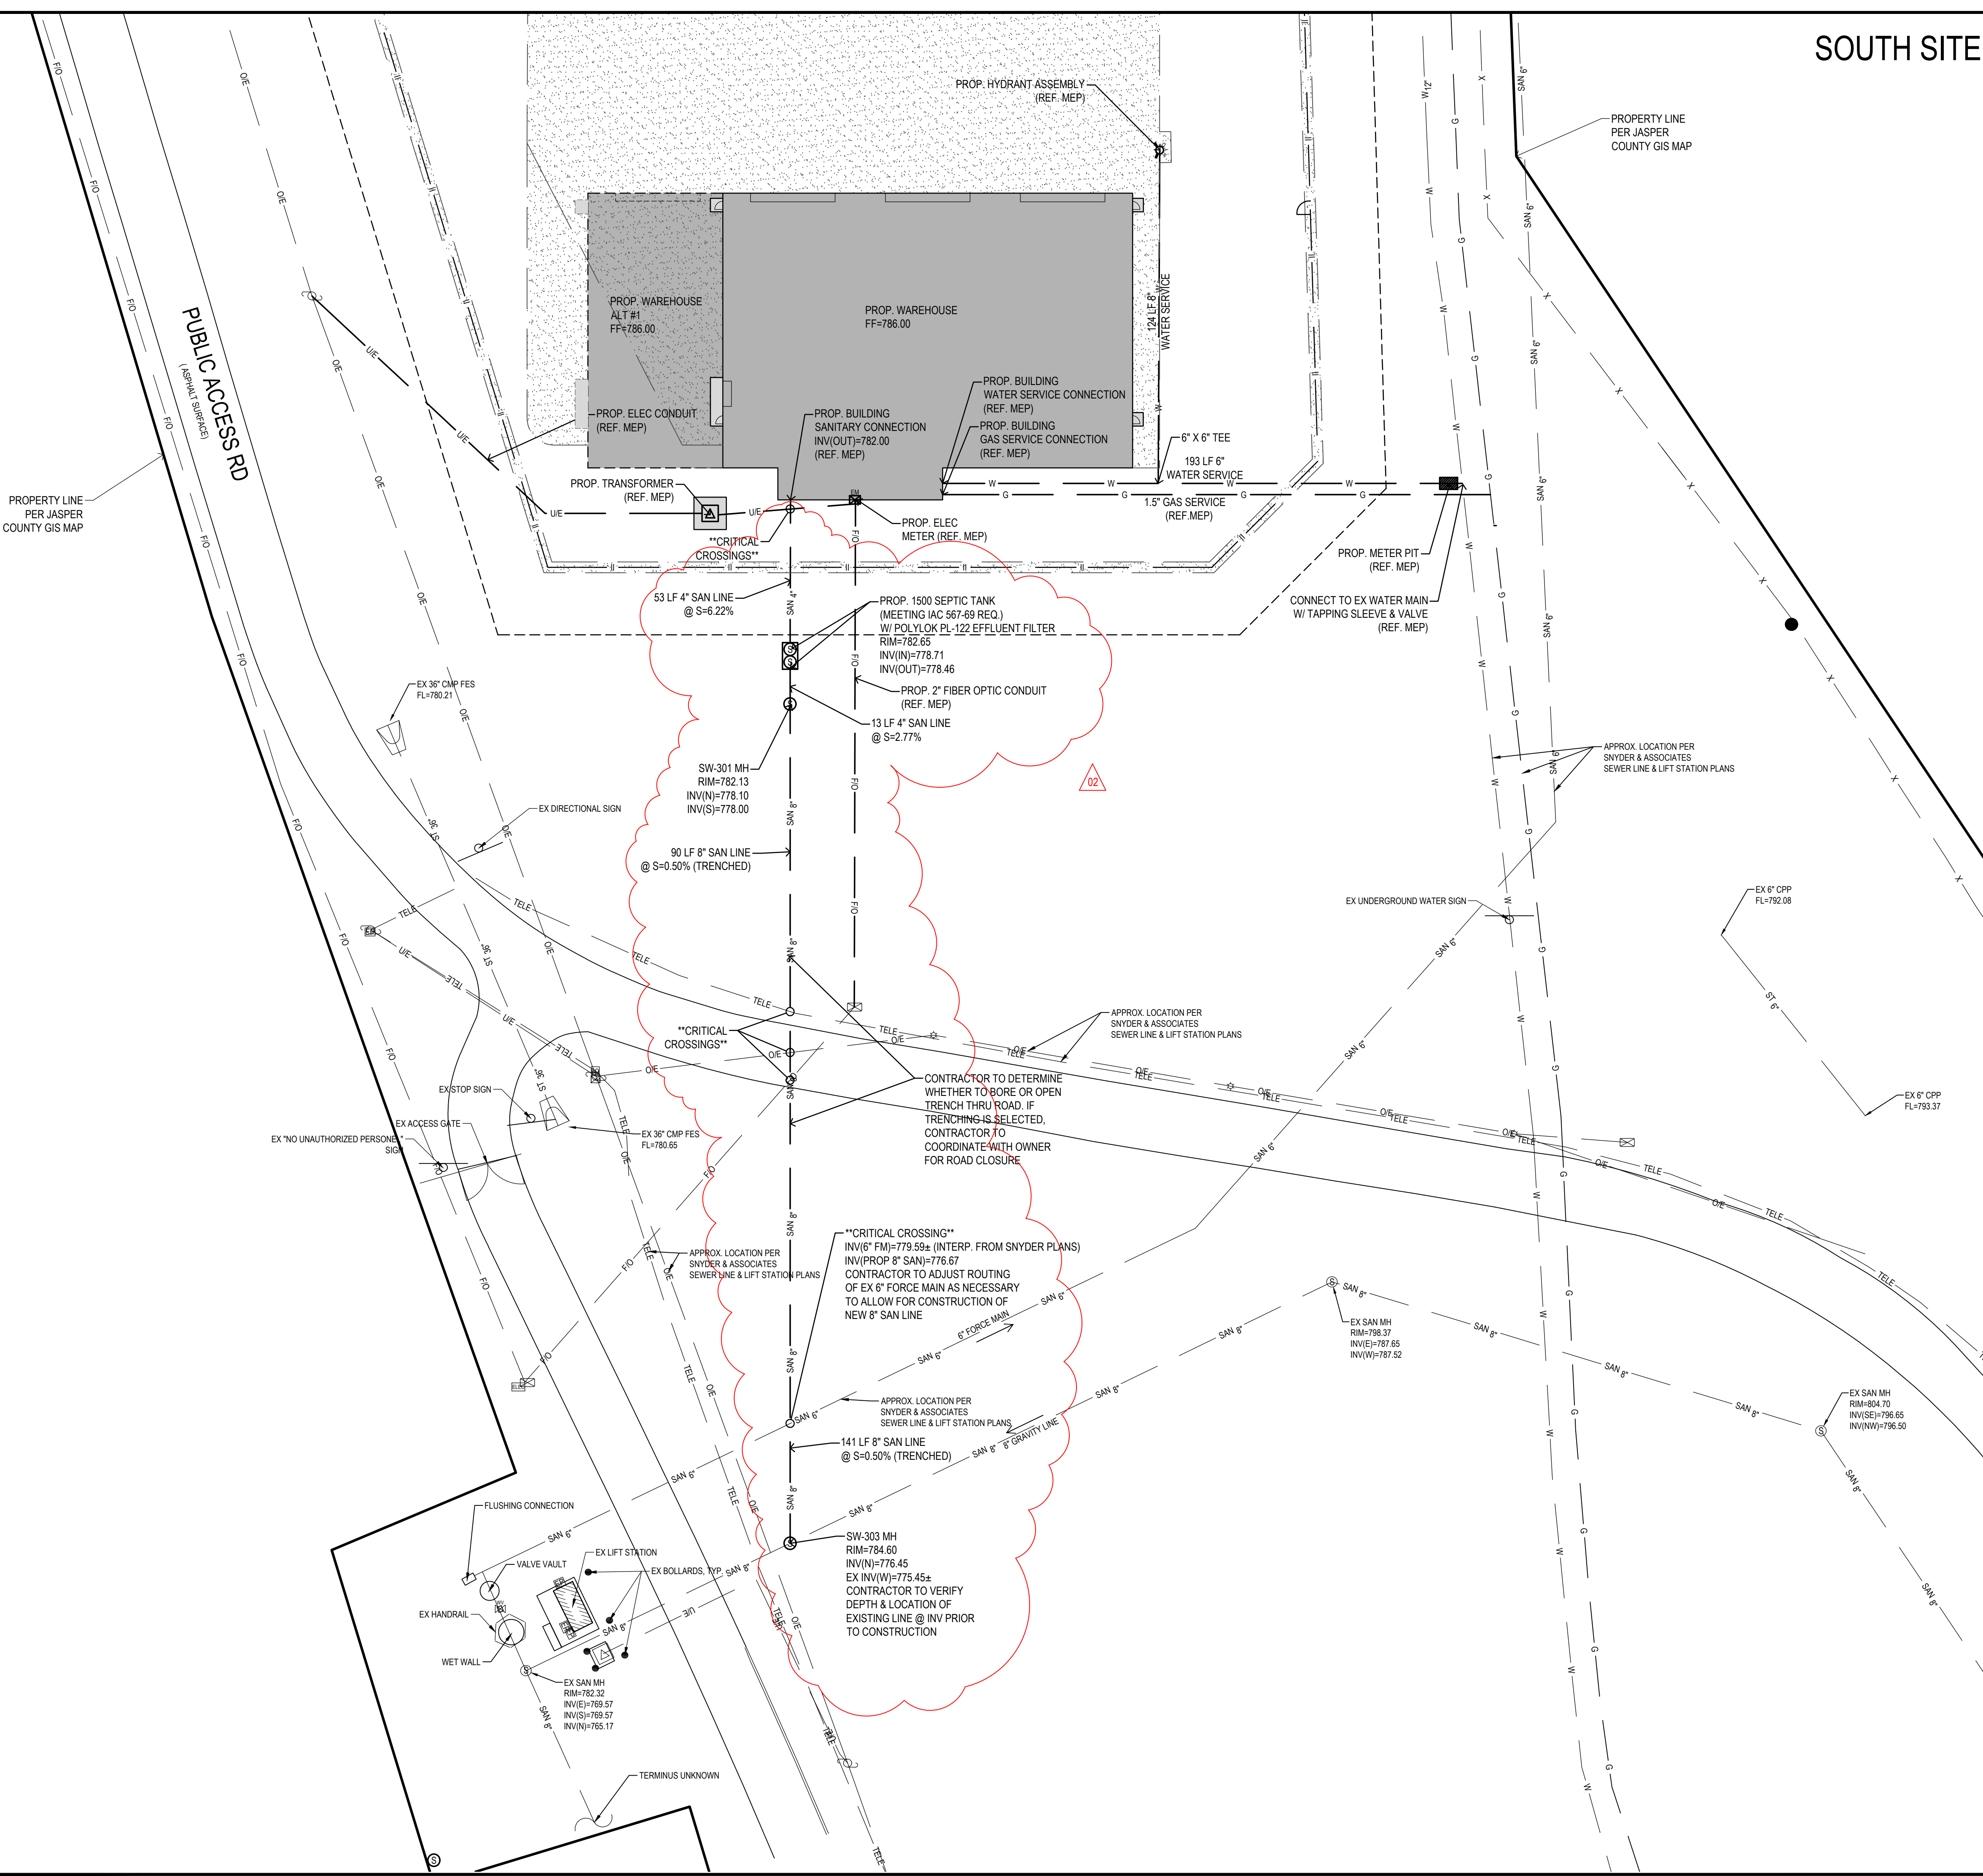 SOUTH SITE
PROP. HYDRANT ASSEMBLY
(REF. MEP)
PROPERTY LINE
PER JASPER
COUNTY GIS MAP
PUBLIC ACCESS RD
( ASPHALT SURFACE)
PROP. WAREHOUSE
ALT #1
FF=786.00
PROP. WAREHOUSE
FF=786.00
124 LF 8"
WATER SERVICE
PROP. ELEC CONDUIT
(REF. MEP)
PROP. BUILDING
SANITARY CONNECTION
INV(OUT)=782.00
(REF. MEP)
PROP. BUILDING
WATER SERVICE CONNECTION
(REF. MEP)
PROP. BUILDING
GAS SERVICE CONNECTION
(REF. MEP)
6" X 6" TEE
193 LF 6"
WATER SERVICE
1.5" GAS SERVICE
(REF.MEP)
PROPERTY LINE
PER JASPER
COUNTY GIS MAP
PROP. TRANSFORMER
(REF. MEP)
EM
PROP. ELEC
METER (REF. MEP)
**CRITICAL
CROSSINGS**
PROP. METER PIT
(REF. MEP)
53 LF 4" SAN LINE
@ S=6.22%
PROP. 1500 SEPTIC TANK
(MEETING IAC 567-69 REQ.)
W/ POLYLOK PL-122 EFFLUENT FILTER
RIM=782.65
INV(IN)=778.71
INV(OUT)=778.46
CONNECT TO EX WATER MAIN
W/ TAPPING SLEEVE & VALVE
(REF. MEP)
EX 36" CMP FES
FL=780.21
PROP. 2" FIBER OPTIC CONDUIT
(REF. MEP)
13 LF 4" SAN LINE
@ S=2.77%
SW-301 MH
RIM=782.13
INV(N)=778.10
INV(S)=778.00
02
APPROX. LOCATION PER
SNYDER & ASSOCIATES
SEWER LINE & LIFT STATION PLANS
EX DIRECTIONAL SIGN
90 LF 8" SAN LINE
@ S=0.50% (TRENCHED)
EX UNDERGROUND WATER SIGN
EX 6" CPP
FL=792.08
ST 6"
EX 6" CPP
FL=793.37
**CRITICAL
CROSSINGS**
APPROX. LOCATION PER
SNYDER & ASSOCIATES
SEWER LINE & LIFT STATION PLANS
CONTRACTOR TO DETERMINE
WHETHER TO BORE OR OPEN
TRENCH THRU ROAD. IF
TRENCHING IS SELECTED,
CONTRACTOR TO
COORDINATE WITH OWNER
FOR ROAD CLOSURE
EX STOP SIGN
EX ACCESS GATE
EX "NO UNAUTHORIZED PERSONEL"
SIGN
EX 36" CMP FES
FL=780.65
APPROX. LOCATION PER
SNYDER & ASSOCIATES
SEWER LINE & LIFT STATION PLANS
**CRITICAL CROSSING**
INV(6" FM)=779.59± (INTERP. FROM SNYDER PLANS)
INV(PROP 8" SAN)=776.67
CONTRACTOR TO ADJUST ROUTING
OF EX 6" FORCE MAIN AS NECESSARY
TO ALLOW FOR CONSTRUCTION OF
NEW 8" SAN LINE
6" FORCE MAIN
EX SAN MH
RIM=798.37
INV(E)=787.65
INV(W)=787.52
APPROX. LOCATION PER
SNYDER & ASSOCIATES
SEWER LINE & LIFT STATION PLANS
8" GRAVITY LINE
EX SAN MH
RIM=804.70
INV(SE)=796.65
INV(NW)=796.50
141 LF 8" SAN LINE
@ S=0.50% (TRENCHED)
FLUSHING CONNECTION
VALVE VAULT
EX LIFT STATION
EX BOLLARDS, TYP.
EX HANDRAIL
WET WALL
SW-303 MH
RIM=784.60
INV(N)=776.45
EX INV(W)=775.45±
CONTRACTOR TO VERIFY
DEPTH & LOCATION OF
EXISTING LINE @ INV PRIOR
TO CONSTRUCTION
EX SAN MH
RIM=782.32
INV(E)=769.57
INV(S)=769.57
INV(N)=765.17
TERMINUS UNKNOWN
F/O
O/E
U/E
TELE
ST 36"
SAN 4"
SAN 6"
SAN 8"
W12"
W
G
X
S